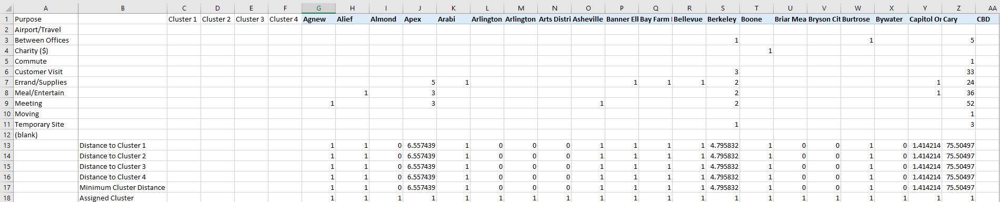 A B C D E F G H I J K L M N O P Q R S T U V W X Y Z AA
1 Purpose Cluster 1 Cluster 2 Cluster 3 Cluster 4 Agnew Alief Almond Apex Arabi Arlington Arlington Arts Distri Asheville Banner Ell Bay Farm Bellevue Berkeley Boone Briar Mea Bryson Cit Burtrose Bywater Capitol Or Cary CBD
2 Airport/Travel
3 Between Offices 1 1 5
4 Charity ($) 1
5 Commute 1
6 Customer Visit 3 33
7 Errand/Supplies 5 1 1 1 1 2 1 24
8 Meal/Entertain 1 3 2 1 36
9 Meeting 1 3 1 2 52
10 Moving 1
11 Temporary Site 1 3
12 (blank)
13 Distance to Cluster 1 1 1 0 6.557439 1 0 0 0 1 1 1 1 4.795832 1 0 0 1 0 1.414214 75.50497
14 Distance to Cluster 2 1 1 0 6.557439 1 0 0 0 1 1 1 1 4.795832 1 0 0 1 0 1.414214 75.50497
15 Distance to Cluster 3 1 1 0 6.557439 1 0 0 0 1 1 1 1 4.795832 1 0 0 1 0 1.414214 75.50497
16 Distance to Cluster 4 1 1 0 6.557439 1 0 0 0 1 1 1 1 4.795832 1 0 0 1 0 1.414214 75.50497
17 Minimum Cluster Distance 1 1 0 6.557439 1 0 0 0 1 1 1 1 4.795832 1 0 0 1 0 1.414214 75.50497
18 Assigned Cluster 1 1 1 1 1 1 1 1 1 1 1 1 1 1 1 1 1 1 1 1